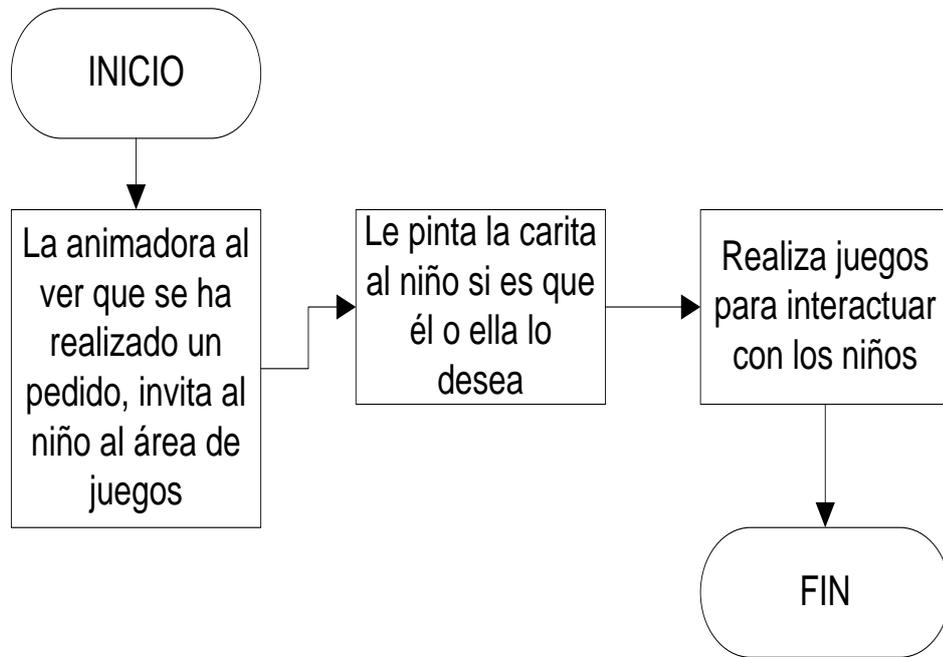 INICIO
La animadora al
ver que se ha
realizado un
pedido, invita al
niño al área de
juegos
Le pinta la carita
al niño si es que
él o ella lo
desea
Realiza juegos
para interactuar
con los niños
FIN